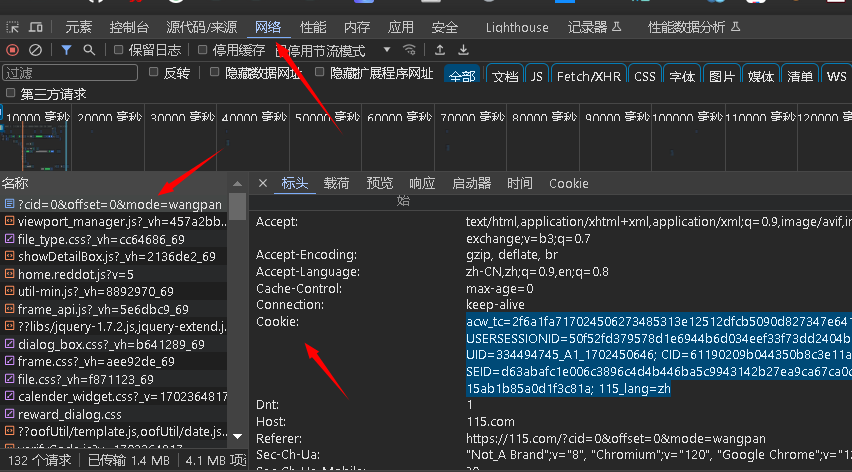 元素 控制台 源代码/来源 网络 性能 内存 应用 安全 Lighthouse 记录器 性能数据分析
保留日志 停用缓存 已停用节流模式
过滤 反转 隐藏数据网址 隐藏扩展程序网址 全部 文档 JS Fetch/XHR CSS 字体 图片 媒体 清单 WS
第三方请求
10000 毫秒 20000 毫秒 30000 毫秒 40000 毫秒 50000 毫秒 60000 毫秒 70000 毫秒 80000 毫秒 90000 毫秒 100000 毫秒 110000 毫秒 120000
名称
?cid=0&offset=0&mode=wangpan
viewport_manager.js?_vh=457a2bb...
file_type.css?_vh=cc64686_69
showDetailBox.js?_vh=2136de2_69
home.reddot.js?v=5
util-min.js?_vh=8892970_69
frame_api.js?_vh=5e6dbc9_69
??libs/jquery-1.7.2.js,jquery-extend.j...
dialog_box.css?_vh=b641289_69
frame.css?_vh=aee92de_69
file.css?_vh=f871123_69
calender_widget.css?_v=1702364817
reward_dialog.css
??oofUtil/template.js,oofUtil/date.js...
132 个请求 已传输 1.4 MB 4.1 MB
标头 载荷 预览 响应 启动器 时间 Cookie
始
Accept: text/html,application/xhtml+xml,application/xml;q=0.9,image/avif,i
exchange;v=b3;q=0.7
Accept-Encoding: gzip, deflate, br
Accept-Language: zh-CN,zh;q=0.9,en;q=0.8
Cache-Control: max-age=0
Connection: keep-alive
Cookie: acw_tc=2f6a1fa717024506273485313e12512dfcb5090d827347e641
USERSESSIONID=50f52fd379578d1e6944b6d034eef33f73dd2404b
UID=334494745_A1_1702450646; CID=61190209b044350b8c3e11a
SEID=d63abafc1e006c3896c4d4b446ba5c9943142b27ea9ca67ca0c
15ab1b85a0d1f3c81a; 115_lang=zh
Dnt: 1
Host: 115.com
Referer: https://115.com/?cid=0&offset=0&mode=wangpan
Sec-Ch-Ua: "Not_A Brand";v="8", "Chromium";v="120", "Google Chrome";v="12